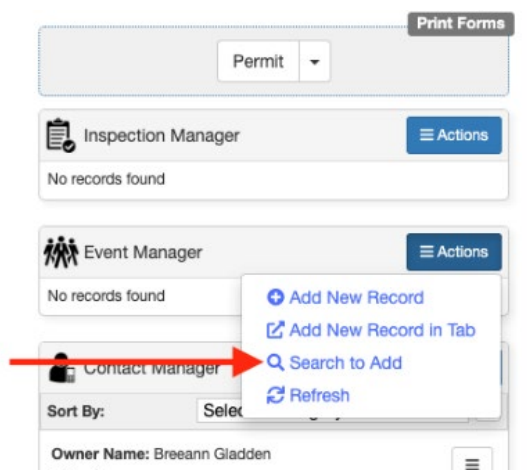 Print Forms
Permit
Inspection Manager
Actions
No records found
Event Manager
Actions
No records found
Add New Record
Add New Record in Tab
Search to Add
Refresh
Contact Manager
Sort By:
Owner Name: Breeann Gladden